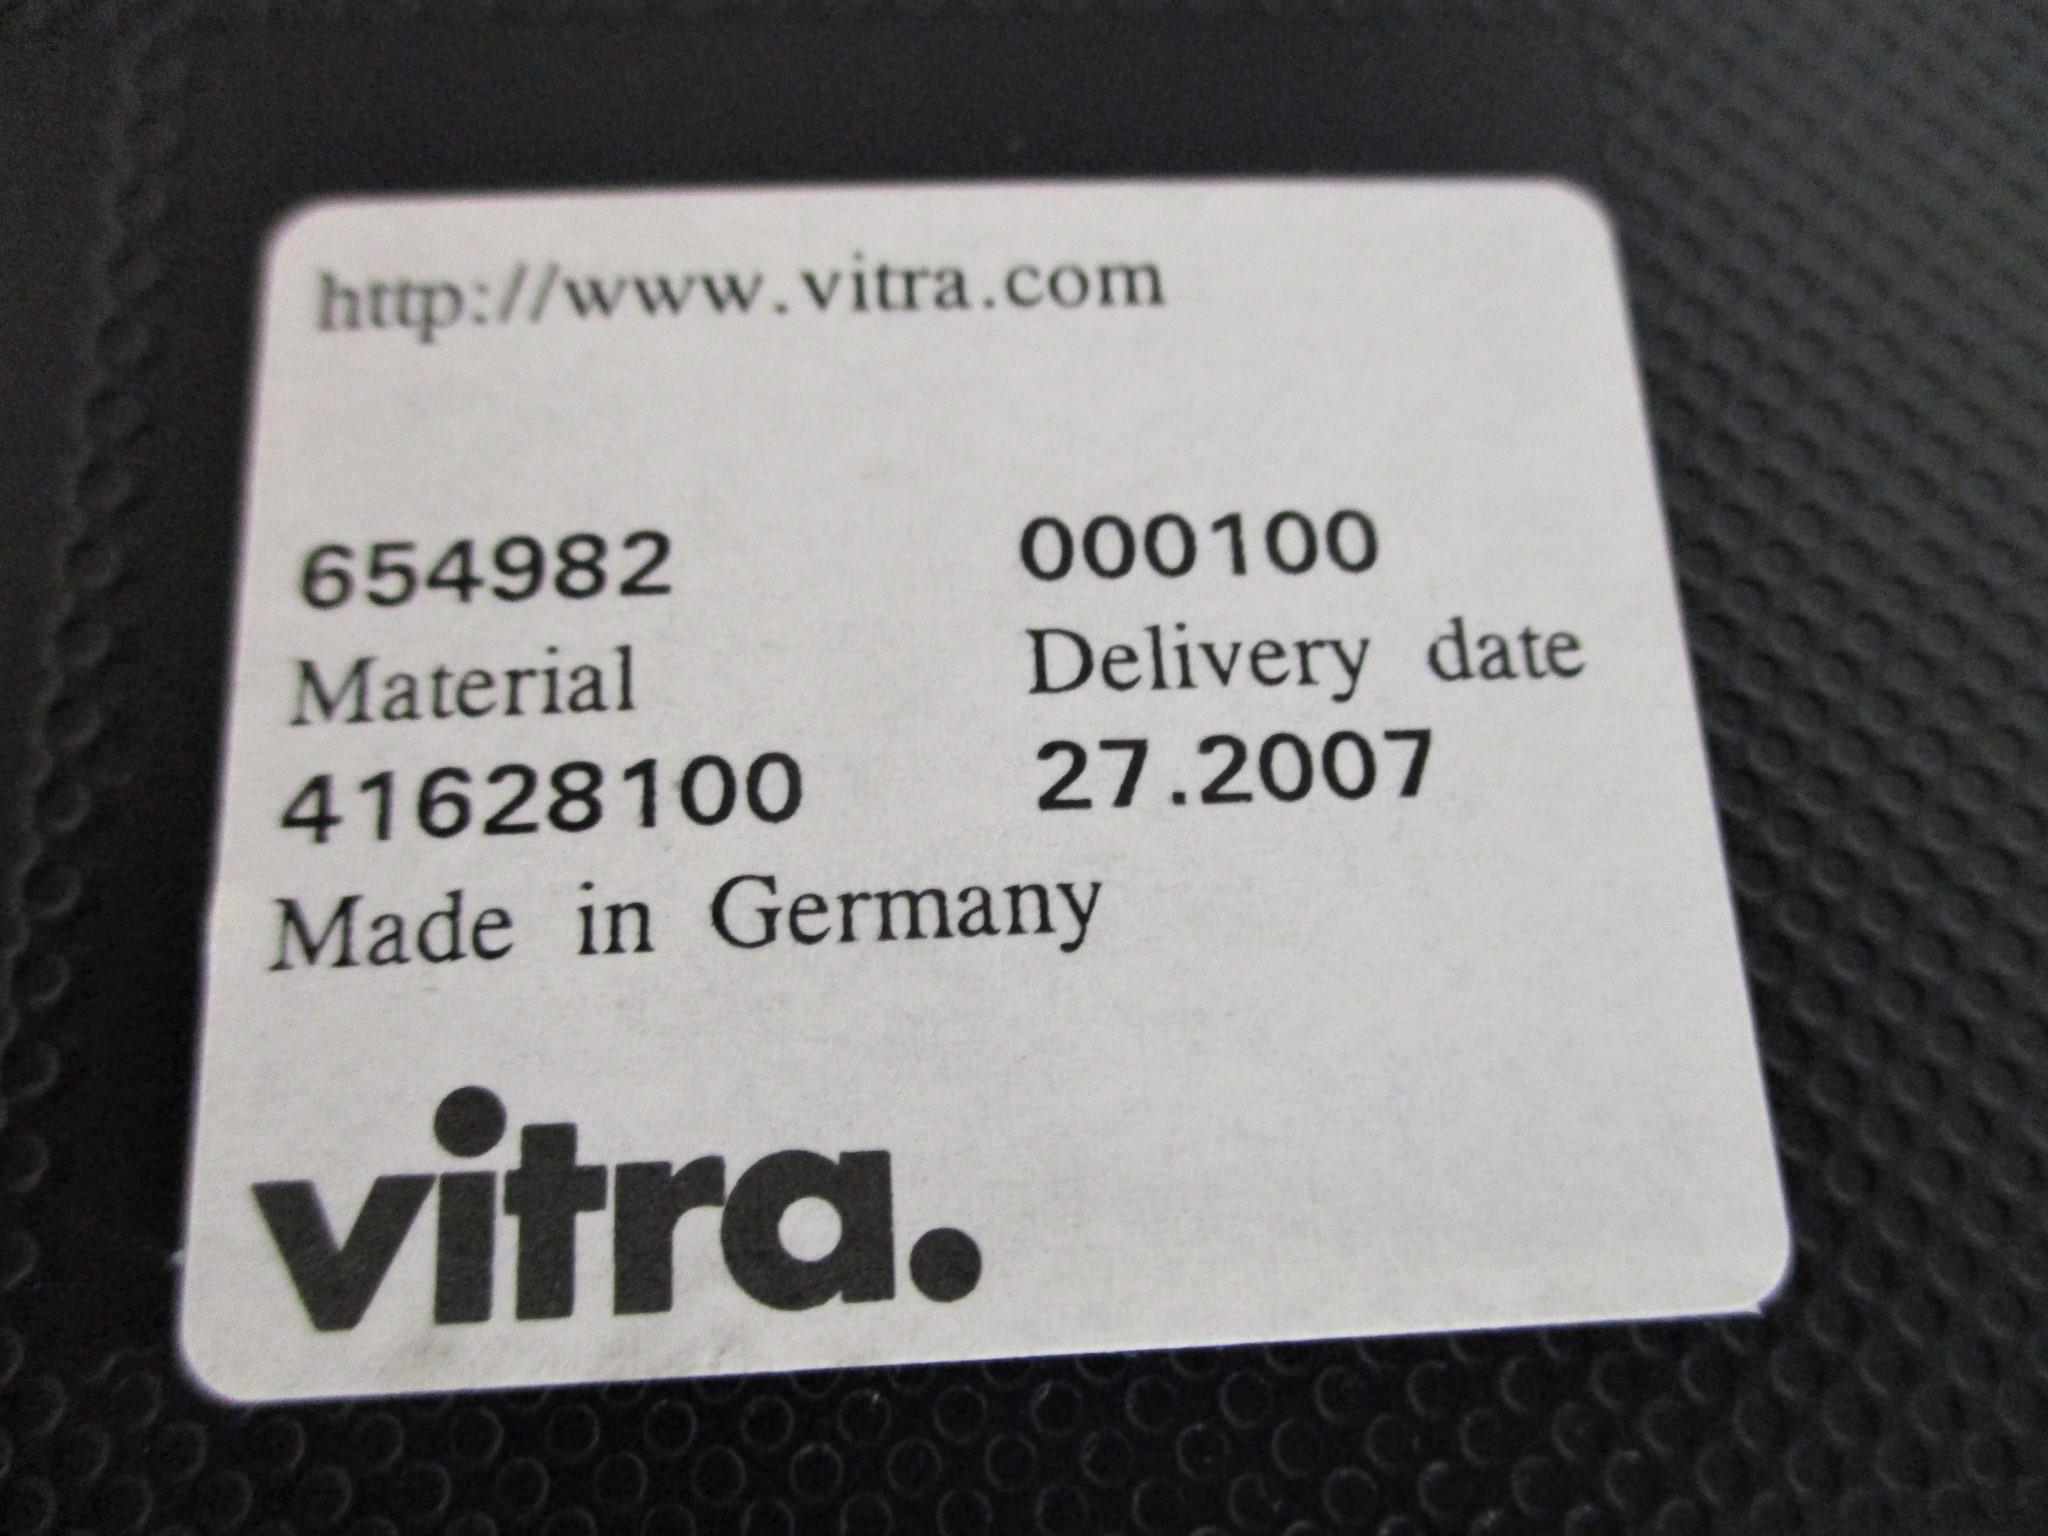 http://www.vitra.com
654982 000100
Material Delivery date
41628100 27.2007
Made in Germany
vitra.